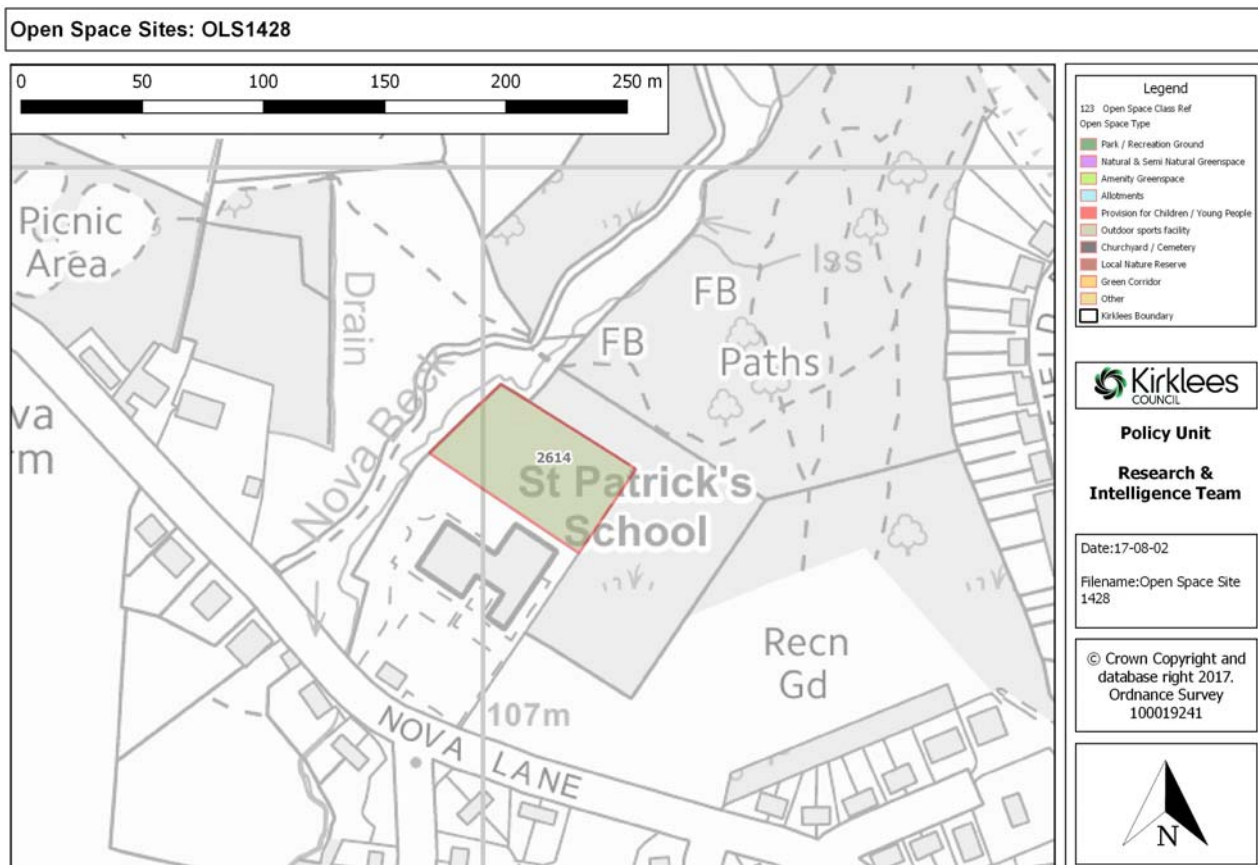 Open Space Sites: OLS1428
0 50 100 150 200 250 m
Picnic
Area
Drain
Nova Beck
va
rm
FB
FB
Iss
Paths
2614
St Patrick's
School
Recn
Gd
107m
NOVA LANE
Legend
123 Open Space Class Ref
Open Space Type
Park / Recreation Ground
Natural & Semi Natural Greenspace
Amenity Greenspace
Allotments
Provision for Children / Young People
Outdoor sports facility
Churchyard / Cemetery
Local Nature Reserve
Green Corridor
Other
Kirklees Boundary
Kirklees
COUNCIL
Policy Unit
Research &
Intelligence Team
Date:17-08-02
Filename:Open Space Site
1428
© Crown Copyright and
database right 2017.
Ordnance Survey
100019241
N